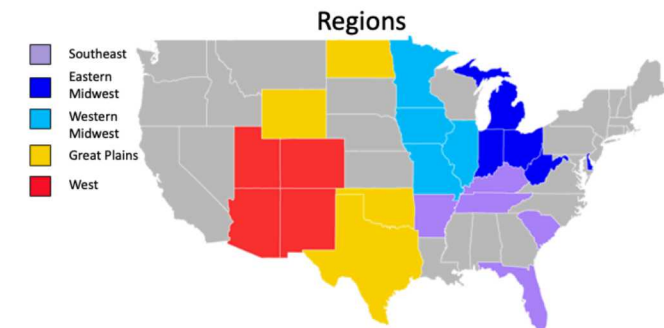 Regions
Southeast
Eastern
Midwest
Western
Midwest
Great Plains
West